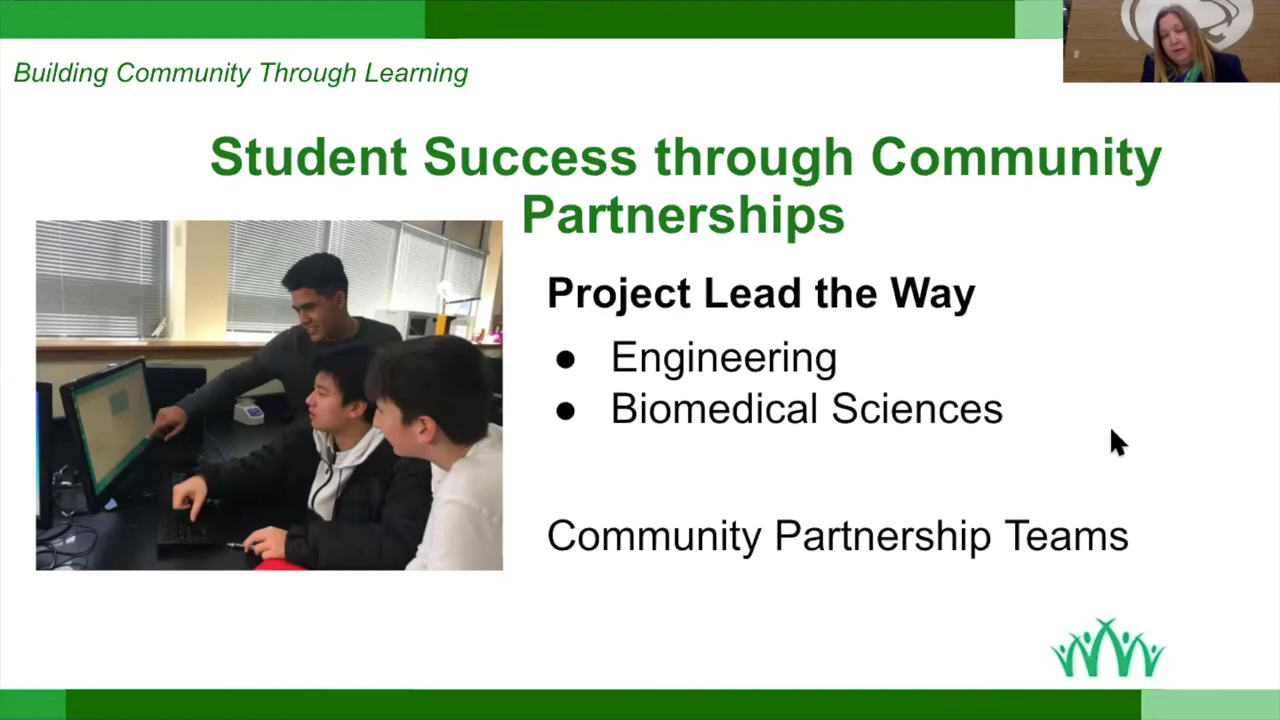 Building Community Through Learning
Student Success through Community
Partnerships
Project Lead the Way
● Engineering
● Biomedical Sciences
Community Partnership Teams